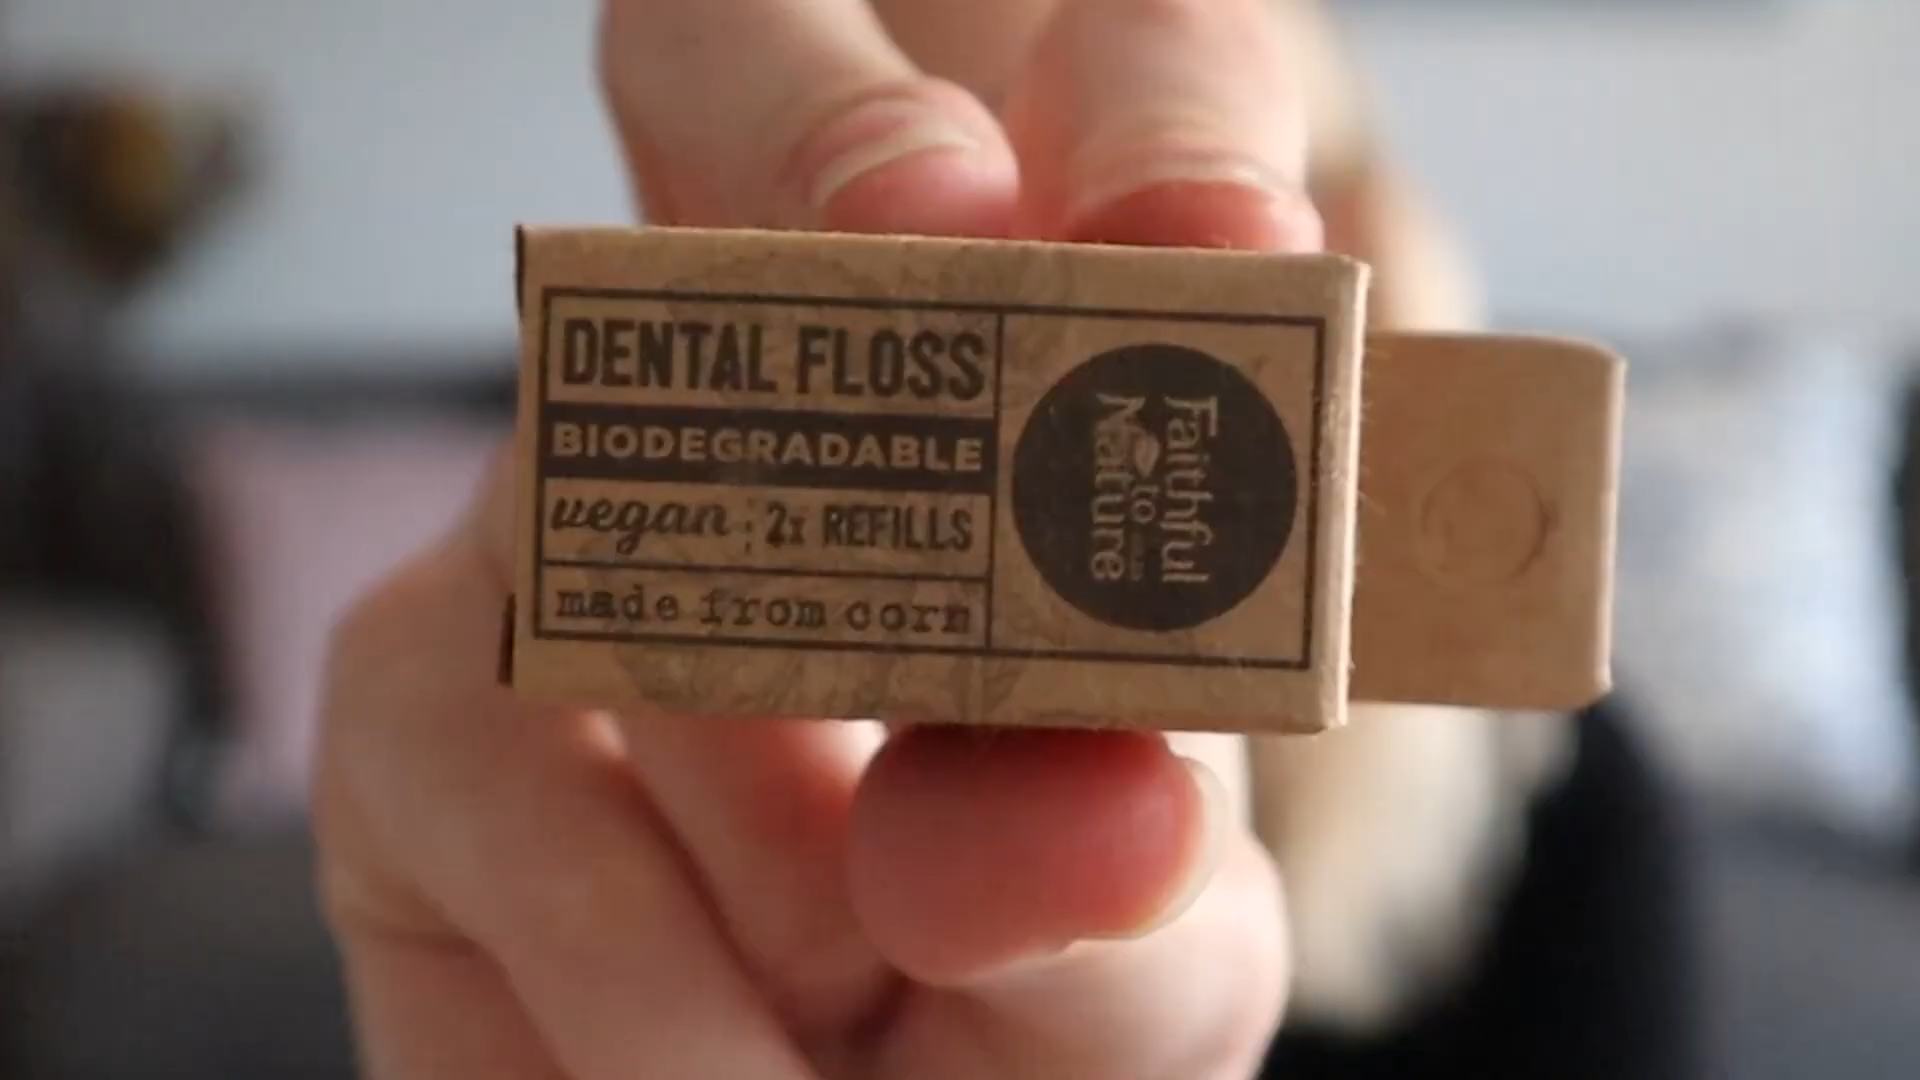 DENTAL FLOSS
BIODEGRADABLE
vegan 2x REFILLS
made from corn
Faithful
to
Nature